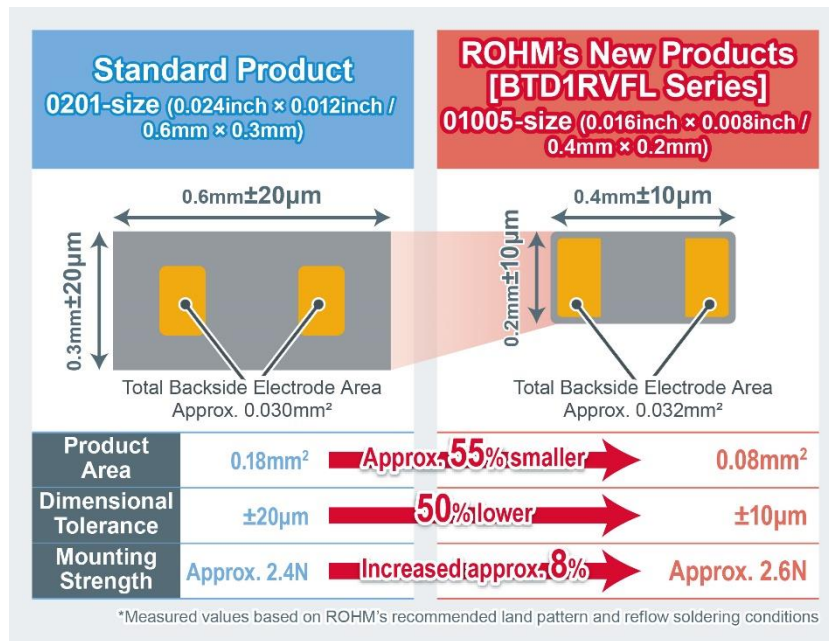 Standard Product
0201-size (0.024inch × 0.012inch /
0.6mm × 0.3mm)
ROHM's New Products
[BTD1RVFL Series]
01005-size (0.016inch × 0.008inch /
0.4mm × 0.2mm)
0.6mm±20μm
0.3mm±20μm
Total Backside Electrode Area
Approx. 0.030mm²
0.4mm±10μm
0.2mm±10μm
Total Backside Electrode Area
Approx. 0.032mm²
Product
Area
0.18mm²
Approx. 55% smaller
0.08mm²
Dimensional
Tolerance
±20μm
50% lower
±10μm
Mounting
Strength
Approx. 2.4N
Increased approx. 8%
Approx. 2.6N
*Measured values based on ROHM's recommended land pattern and reflow soldering conditions